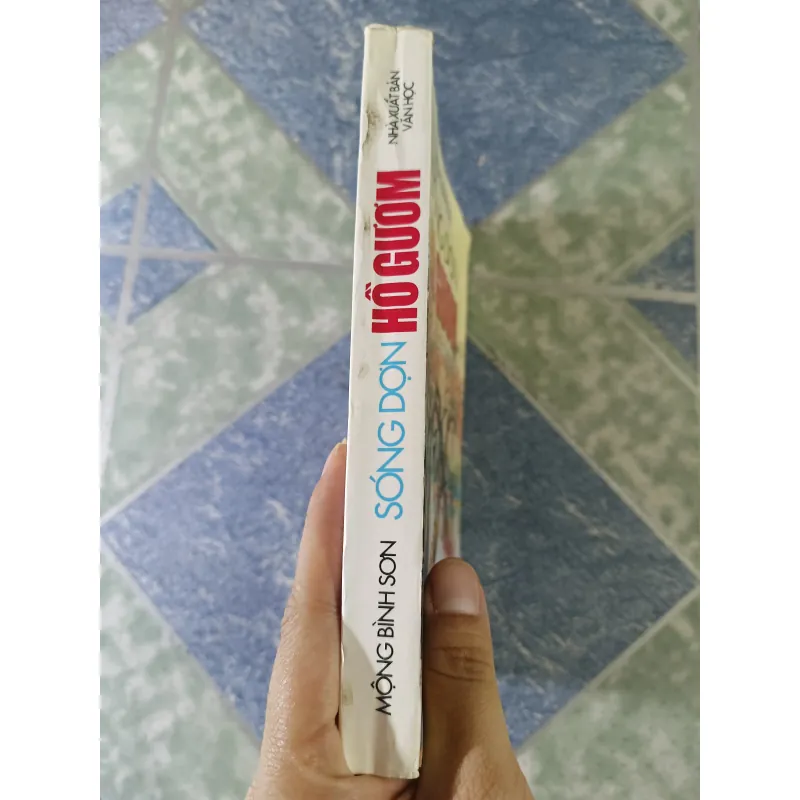 MỘNG BÌNH SƠN
SÓNG DỢN
HỒ GƯƠM
NHÀ XUẤT BẢN
VĂN HỌC